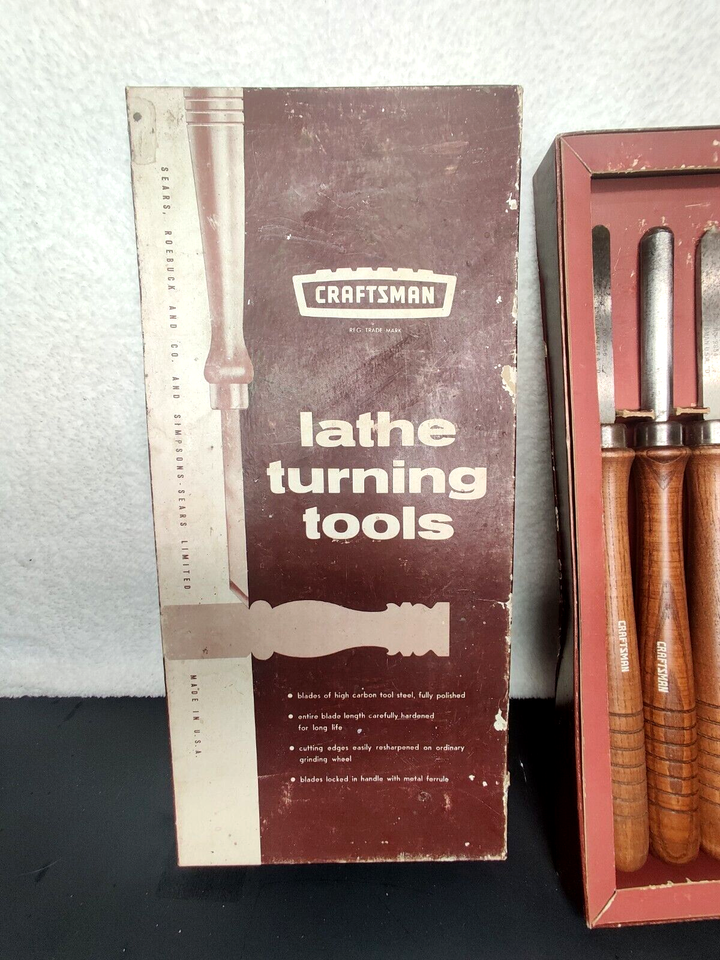 SEARS, ROEBUCK AND CO. AND SIMPSONS-SEARS LIMITED
MADE IN U.S.A.
CRAFTSMAN
REG. TRADE MARK
lathe
turning
tools
• blades of high carbon tool steel, fully polished
• entire blade length carefully hardened
for long life
• cutting edges easily resharpened on ordinary
grinding wheel
• blades locked in handle with metal ferrule
CRAFTSMAN
CRAFTSMAN